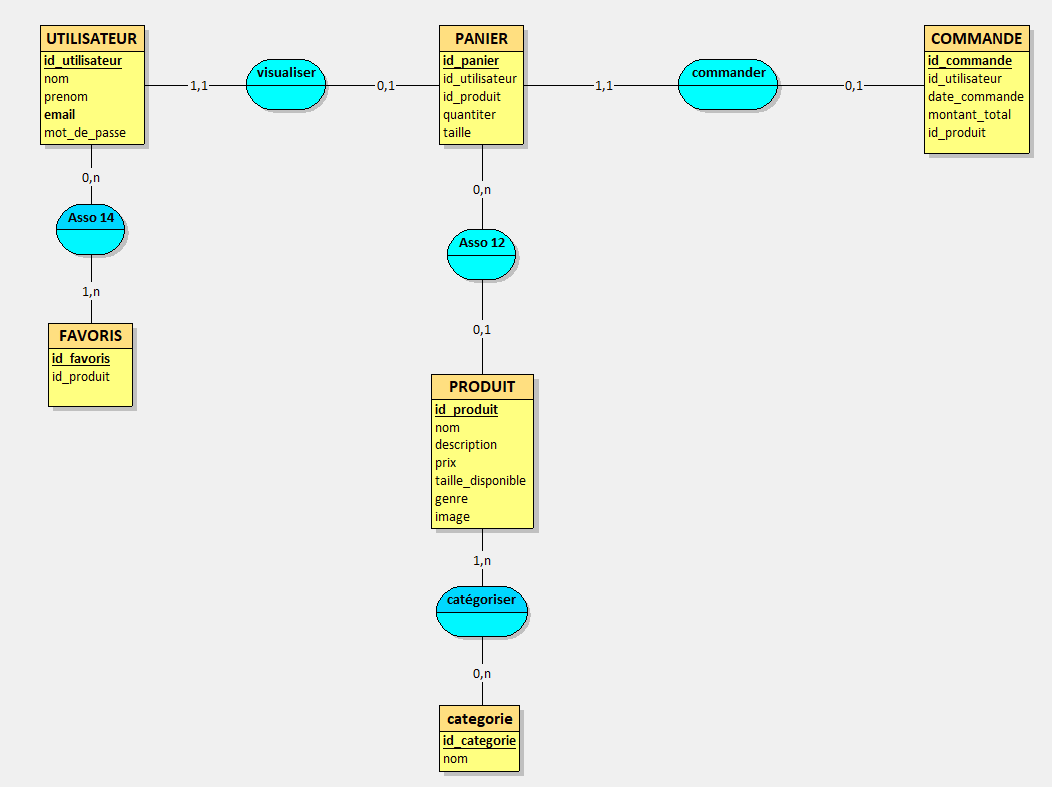 UTILISATEUR
id_utilisateur
nom
prenom
email
mot_de_passe
1,1
visualiser
0,1
PANIER
id_panier
id_utilisateur
id_produit
quantiter
taille
1,1
commander
0,1
COMMANDE
id_commande
id_utilisateur
date_commande
montant_total
id_produit
0,n
Asso 14
1,n
FAVORIS
id_favoris
id_produit
0,n
Asso 12
0,1
PRODUIT
id_produit
nom
description
prix
taille_disponible
genre
image
1,n
catégoriser
0,n
categorie
id_categorie
nom